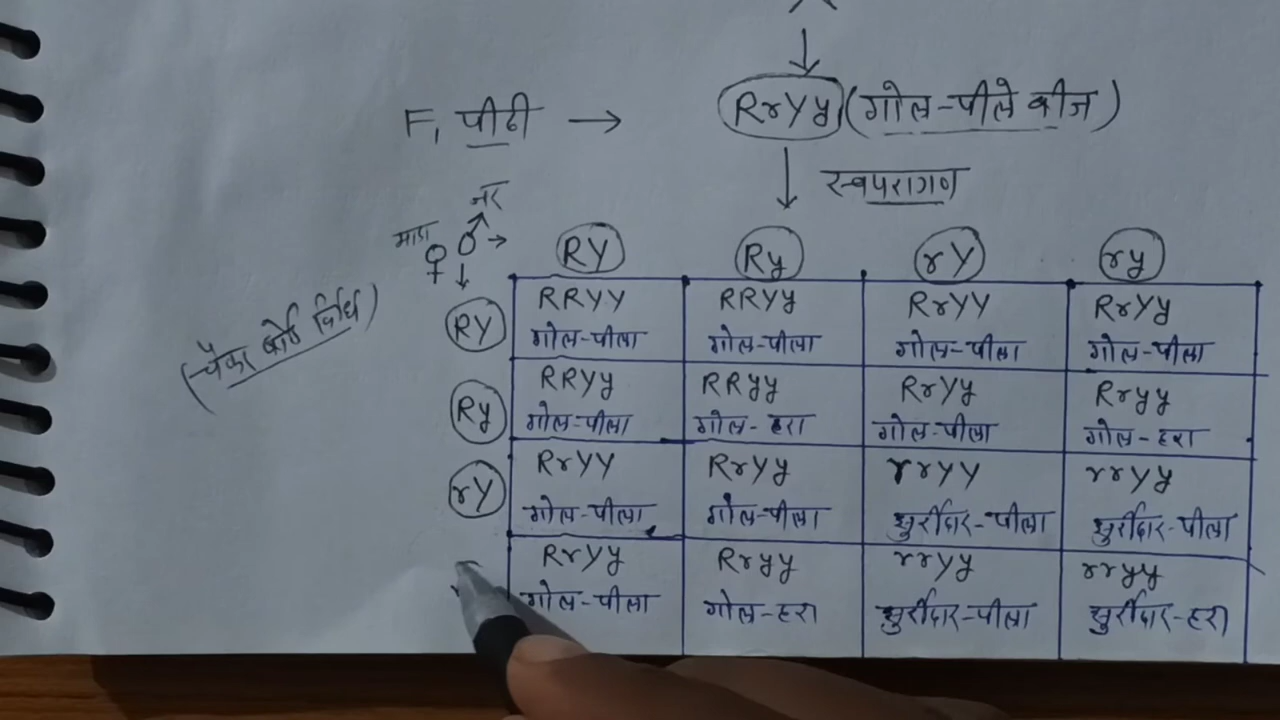 F₁ पीढी → RrYy (गोल-पीले बीज)
स्वपरागण
नर
मादा ♀ ♂ →
RY Ry rY ry
(चैकर बोर्ड विधि)
RY RRYY RRYy RrYY RrYy
गोल-पीला गोल-पीला गोल-पीला गोल-पीला
Ry RRYy RRyy RrYy Rryy
गोल-पीला गोल-हरा गोल-पीला गोल-हरा
rY RrYY RrYy rrYY rrYy
गोल-पीला गोल-पीला झुर्रीदार-पीला झुर्रीदार-पीला
RrYy Rryy rrYy rryy
गोल-पीला गोल-हरा झुर्रीदार-पीला झुर्रीदार-हरा